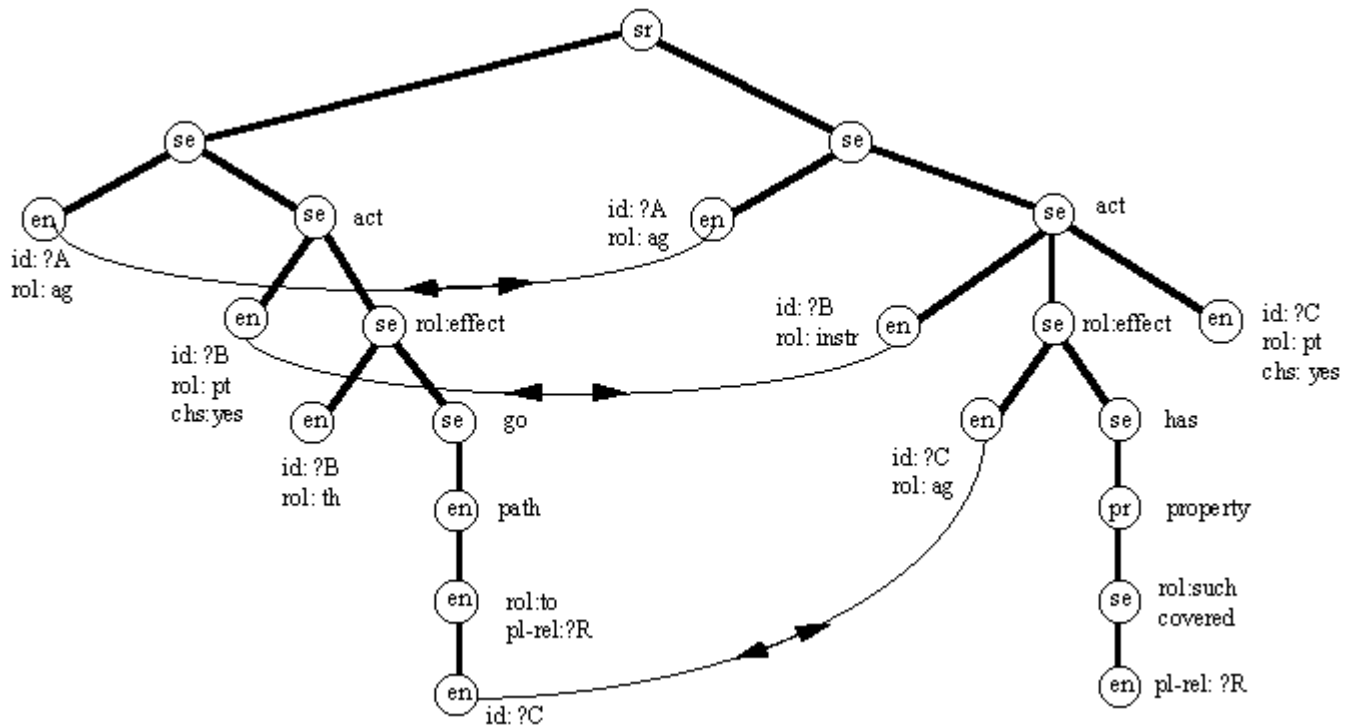 sr
se
se
en
se
act
en
se
act
id: ?A
rol: ag
id: ?A
rol: ag
en
se
rol:effect
id: ?B
rol: instr
en
se
rol:effect
en
id: ?C
rol: pt
chs: yes
id: ?B
rol: pt
chs:yes
en
se
go
en
se
has
id: ?B
rol: th
id: ?C
rol: ag
en
path
pr
property
en
rol:to
pl-rel:?R
se
rol:such
covered
en
id: ?C
en
pl-rel: ?R